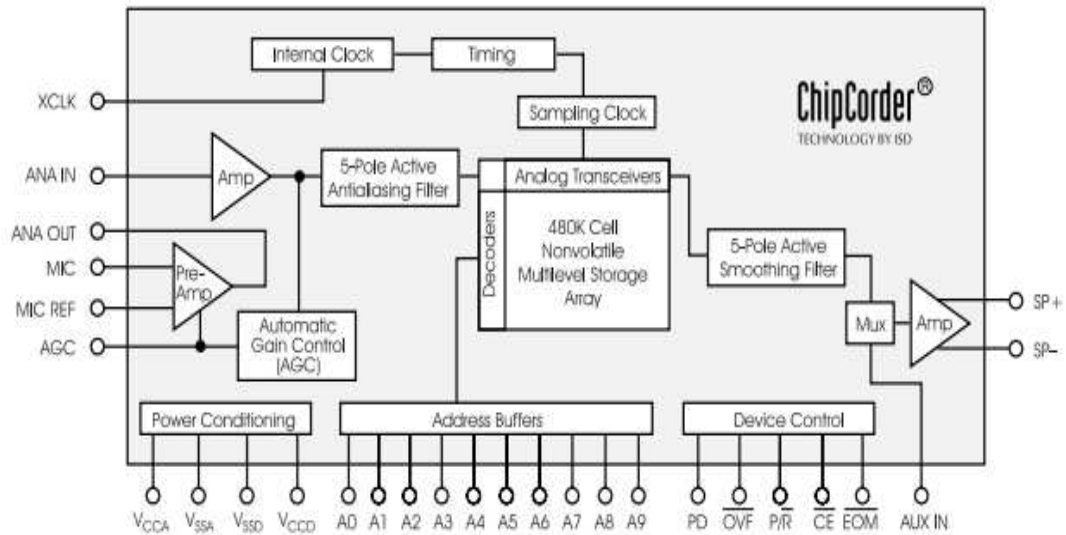 Internal Clock
Timing
XCLK
Sampling Clock
ChipCorder®
TECHNOLOGY BY ISD
ANA IN
Amp
5-Pole Active
Antialiasing Filter
Analog Transceivers
Decoders
480K Cell
Nonvolatile
Multilevel Storage
Array
ANA OUT
MIC
Pre-
Amp
MIC REF
AGC
Automatic
Gain Control
(AGC)
5-Pole Active
Smoothing Filter
Mux
Amp
SP+
SP–
Power Conditioning
Address Buffers
Device Control
VCCA VSSA VSSD VCCD A0 A1 A2 A3 A4 A5 A6 A7 A8 A9 PD O̅V̅F̅ P/R̅ C̅E̅ E̅O̅M̅ AUX IN